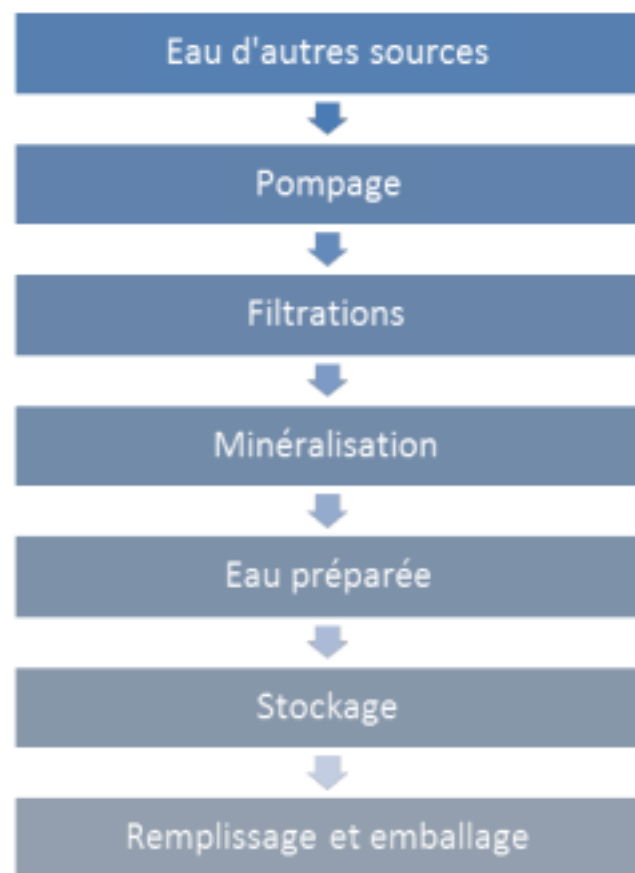 Eau d'autres sources
Pompage
Filtrations
Minéralisation
Eau préparée
Stockage
Remplissage et emballage